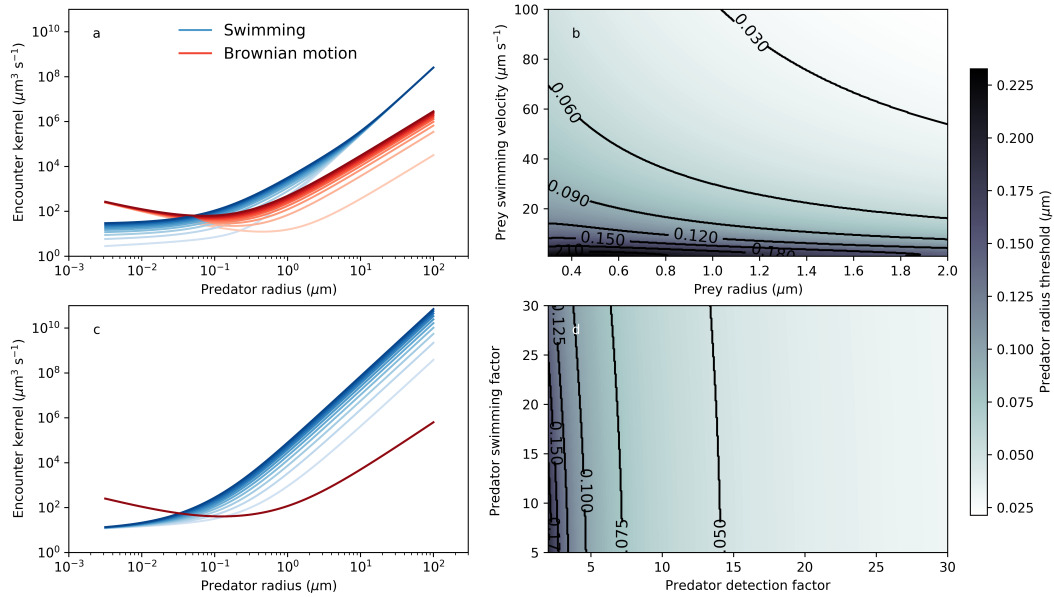 a
Swimming
Brownian motion
Encounter kernel (μm³ s⁻¹)
10¹⁰
10⁸
10⁶
10⁴
10²
10⁰
10⁻³ 10⁻² 10⁻¹ 10⁰ 10¹ 10²
Predator radius (μm)
b
Prey swimming velocity (μm s⁻¹)
100
80
60
40
20
0.030
0.060
0.090
0.120
0.150
0.180
0.4 0.6 0.8 1.0 1.2 1.4 1.6 1.8 2.0
Prey radius (μm)
c
Encounter kernel (μm³ s⁻¹)
10¹⁰
10⁸
10⁶
10⁴
10²
10⁰
10⁻³ 10⁻² 10⁻¹ 10⁰ 10¹ 10²
Predator radius (μm)
d
Predator swimming factor
30
25
20
15
10
5
0.125
0.150
0.100
0.075
0.050
5 10 15 20 25 30
Predator detection factor
0.225
0.200
0.175
0.150
0.125
0.100
0.075
0.050
0.025
Predator radius threshold (μm)